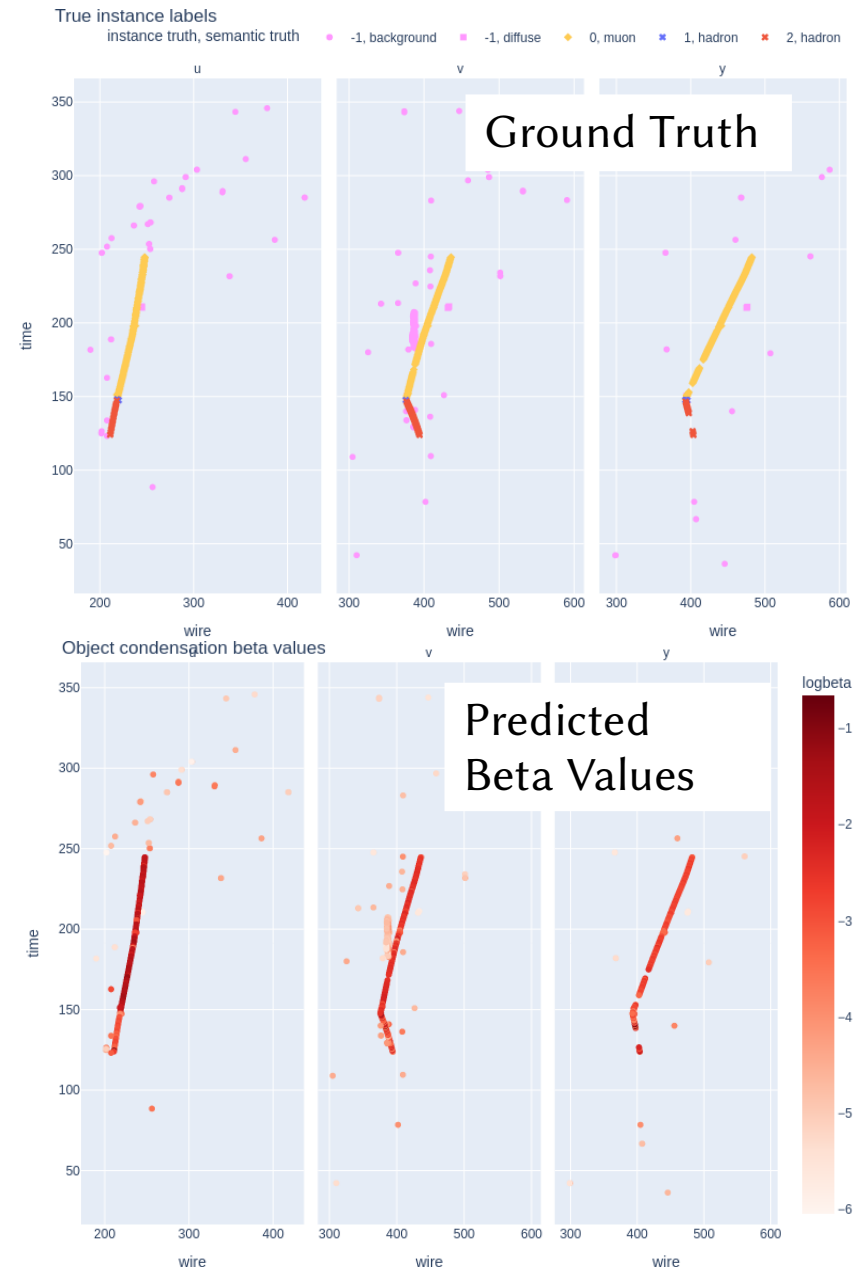 True instance labels
instance truth, semantic truth -1, background -1, diffuse 0, muon 1, hadron 2, hadron
u v y
Ground Truth
350
300
250
200
150
100
50
time
200 300 400 300 400 500 600 300 400 500 600
wire wire wire
Object condensation beta values
u v y
logbeta
Predicted
Beta Values
350
300
250
200
150
100
50
time
−1
−2
−3
−4
−5
−6
200 300 400 300 400 500 600 300 400 500 600
wire wire wire